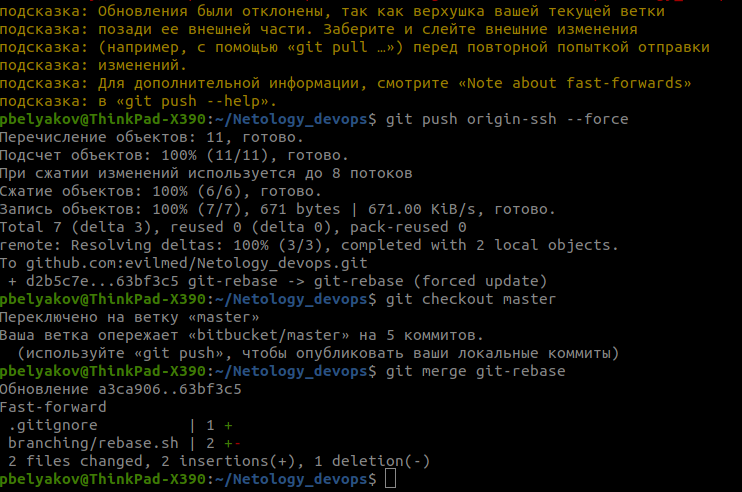 подсказка: Обновления были отклонены, так как верхушка вашей текущей ветки
подсказка: позади ее внешней части. Заберите и слейте внешние изменения
подсказка: (например, с помощью «git pull …») перед повторной попыткой отправки
подсказка: изменений.
подсказка: Для дополнительной информации, смотрите «Note about fast-forwards»
подсказка: в «git push --help».
pbelyakov@ThinkPad-X390:~/Netology_devops$ git push origin-ssh --force
Перечисление объектов: 11, готово.
Подсчет объектов: 100% (11/11), готово.
При сжатии изменений используется до 8 потоков
Сжатие объектов: 100% (6/6), готово.
Запись объектов: 100% (7/7), 671 bytes | 671.00 KiB/s, готово.
Total 7 (delta 3), reused 0 (delta 0), pack-reused 0
remote: Resolving deltas: 100% (3/3), completed with 2 local objects.
To github.com:evilmed/Netology_devops.git
 + d2b5c7e...63bf3c5 git-rebase -> git-rebase (forced update)
pbelyakov@ThinkPad-X390:~/Netology_devops$ git checkout master
Переключено на ветку «master»
Ваша ветка опережает «bitbucket/master» на 5 коммитов.
  (используйте «git push», чтобы опубликовать ваши локальные коммиты)
pbelyakov@ThinkPad-X390:~/Netology_devops$ git merge git-rebase
Обновление a3ca906..63bf3c5
Fast-forward
 .gitignore          | 1 +
 branching/rebase.sh | 2 +-
 2 files changed, 2 insertions(+), 1 deletion(-)
pbelyakov@ThinkPad-X390:~/Netology_devops$